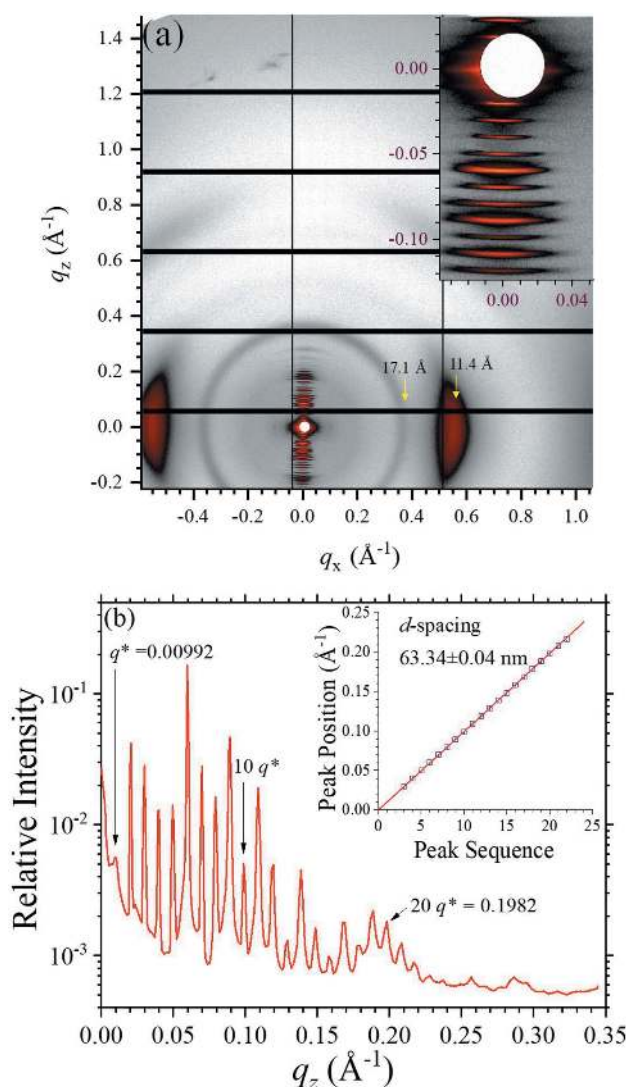 (a)
1.4
1.2
1.0
0.8
0.6
0.4
0.2
0.0
-0.2
q_z (Å⁻¹)
0.00
-0.05
-0.10
0.00 0.04
17.1 Å
11.4 Å
-0.4 -0.2 0.0 0.2 0.4 0.6 0.8 1.0
qₓ (Å⁻¹)
(b)
q* =0.00992
10⁻¹
10⁻²
10⁻³
Relative Intensity
10 q*
20 q* = 0.1982
d-spacing
63.34±0.04 nm
0.25
0.20
0.15
0.10
0.05
0.00
Peak Position (Å⁻¹)
0 5 10 15 20 25
Peak Sequence
0.00 0.05 0.10 0.15 0.20 0.25 0.30 0.35
q_z (Å⁻¹)